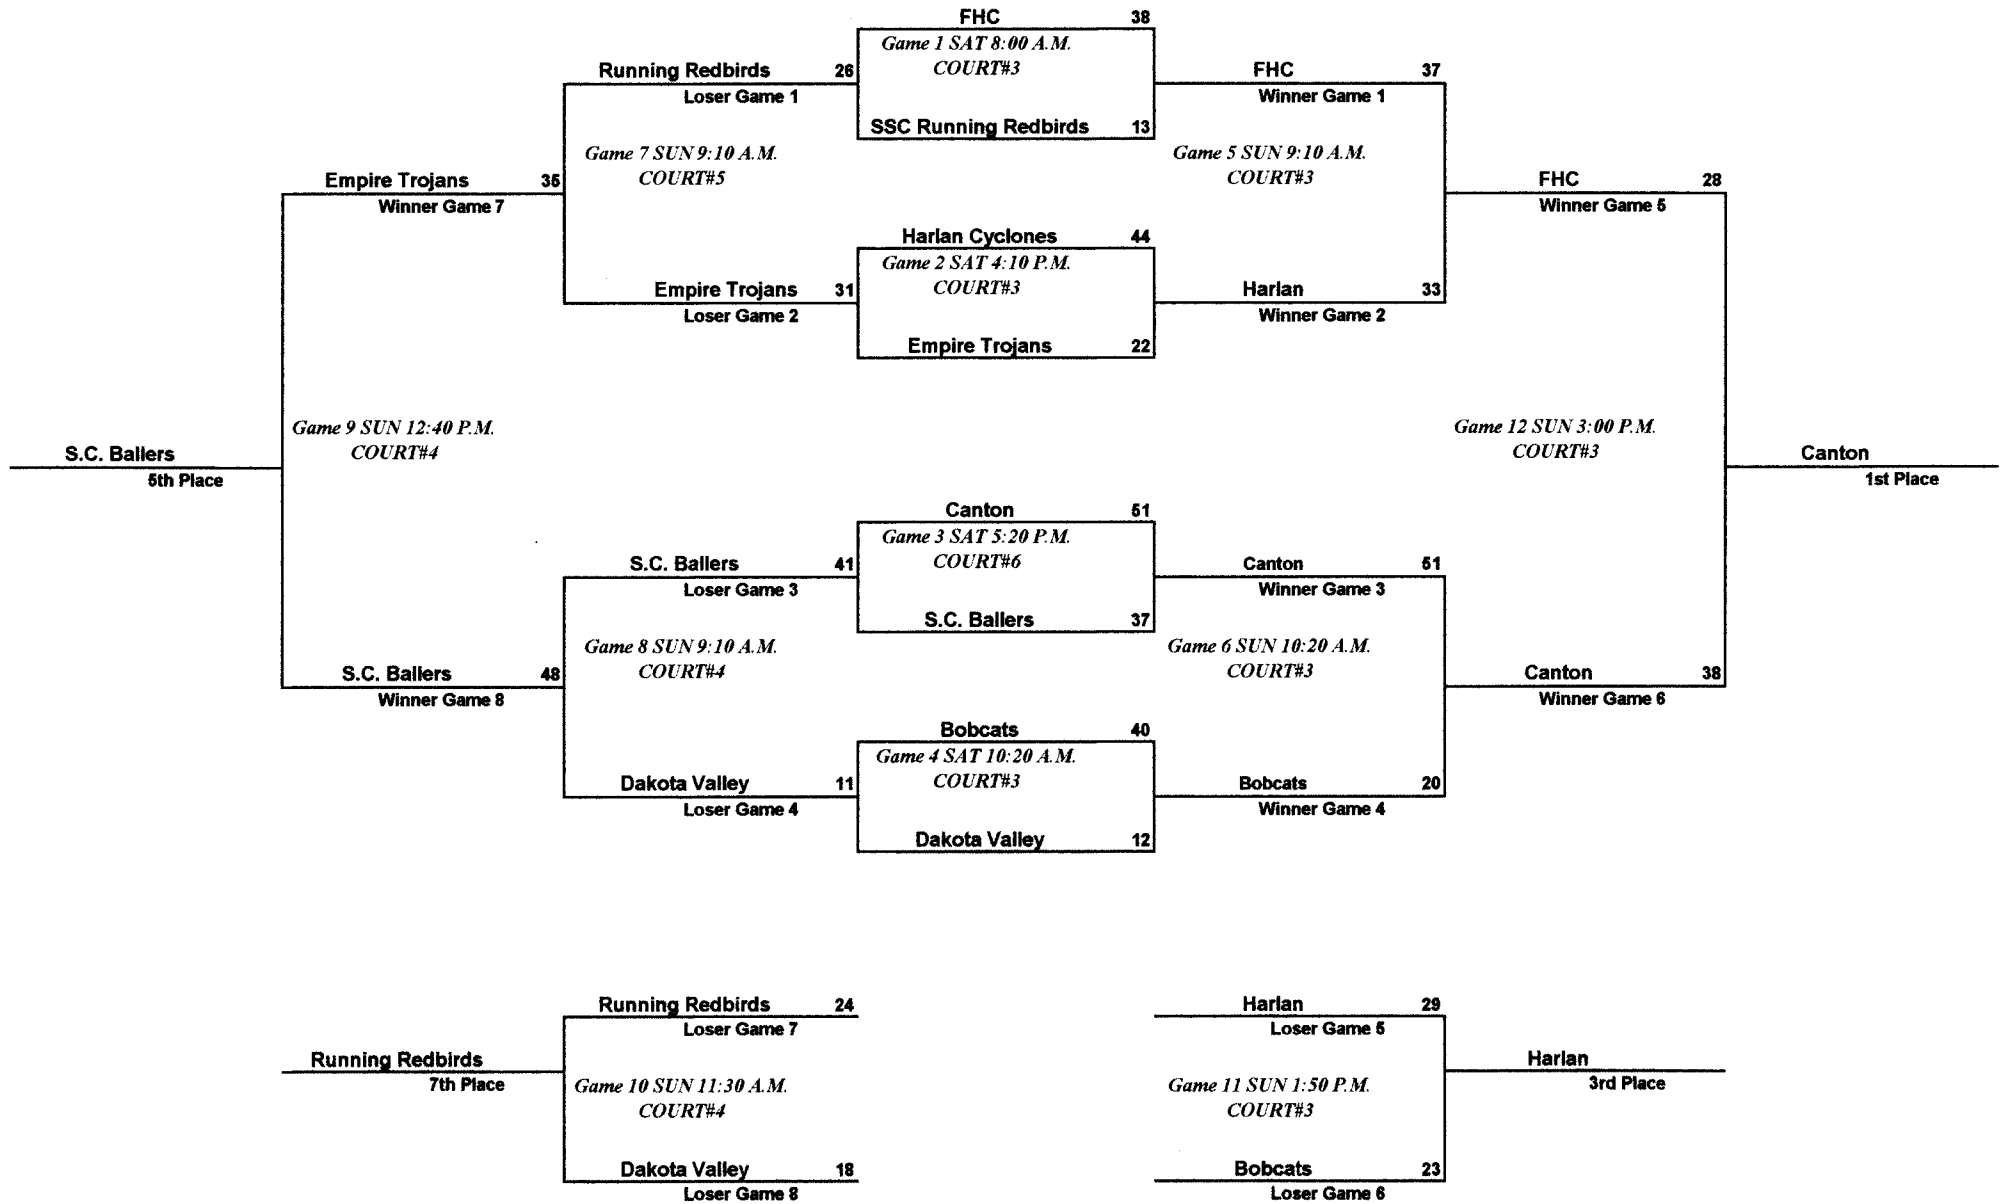 FHC 38
Game 1 SAT 8:00 A.M.
COURT#3
Running Redbirds 26
Loser Game 1
FHC 37
Winner Game 1
SSC Running Redbirds 13
Game 7 SUN 9:10 A.M.
COURT#5
Game 5 SUN 9:10 A.M.
COURT#3
Empire Trojans 35
Winner Game 7
FHC 28
Winner Game 5
Harlan Cyclones 44
Game 2 SAT 4:10 P.M.
COURT#3
Empire Trojans 31
Loser Game 2
Harlan 33
Winner Game 2
Empire Trojans 22
Game 9 SUN 12:40 P.M.
COURT#4
Game 12 SUN 3:00 P.M.
COURT#3
S.C. Ballers
5th Place
Canton
1st Place
Canton 51
Game 3 SAT 5:20 P.M.
COURT#6
S.C. Ballers 41
Loser Game 3
Canton 51
Winner Game 3
S.C. Ballers 37
Game 8 SUN 9:10 A.M.
COURT#4
Game 6 SUN 10:20 A.M.
COURT#3
S.C. Ballers 48
Winner Game 8
Canton 38
Winner Game 6
Bobcats 40
Game 4 SAT 10:20 A.M.
COURT#3
Dakota Valley 11
Loser Game 4
Bobcats 20
Winner Game 4
Dakota Valley 12
Running Redbirds 24
Loser Game 7
Harlan 29
Loser Game 5
Running Redbirds
7th Place
Harlan
3rd Place
Game 10 SUN 11:30 A.M.
COURT#4
Game 11 SUN 1:50 P.M.
COURT#3
Dakota Valley 18
Loser Game 8
Bobcats 23
Loser Game 6